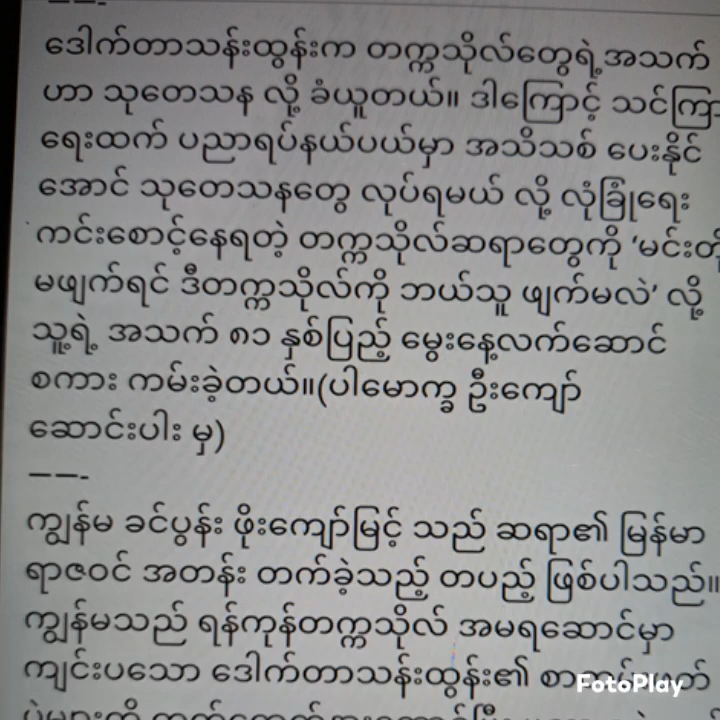 ဒေါက်တာသန်းထွန်းက တက္ကသိုလ်တွေရဲ့အသက်
ဟာ သုတေသန လို့ ခံယူတယ်။ ဒါကြောင့် သင်ကြား
ရေးထက် ပညာရပ်နယ်ပယ်မှာ အသိသစ် ပေးနိုင်
အောင် သုတေသနတွေ လုပ်ရမယ် လို့ လုံခြုံရေး
ကင်းစောင့်နေရတဲ့ တက္ကသိုလ်ဆရာတွေကို ‘မင်းတို့
မဖျက်ရင် ဒီတက္ကသိုလ်ကို ဘယ်သူ ဖျက်မလဲ’ လို့
သူ့ရဲ့ အသက် ၈၁ နှစ်ပြည့် မွေးနေ့လက်ဆောင်
စကား ကမ်းခဲ့တယ်။(ပါမောက္ခ ဦးကျော်
ဆောင်းပါး မှ)
——-
ကျွန်မ ခင်ပွန်း ဖိုးကျော်မြင့် သည် ဆရာ၏ မြန်မာ
ရာဇဝင် အတန်း တက်ခဲ့သည့် တပည့် ဖြစ်ပါသည်။
ကျွန်မသည် ရန်ကုန်တက္ကသိုလ် အမရဆောင်မှာ
ကျင်းပသော ဒေါက်တာသန်းထွန်း၏
FotoPlay